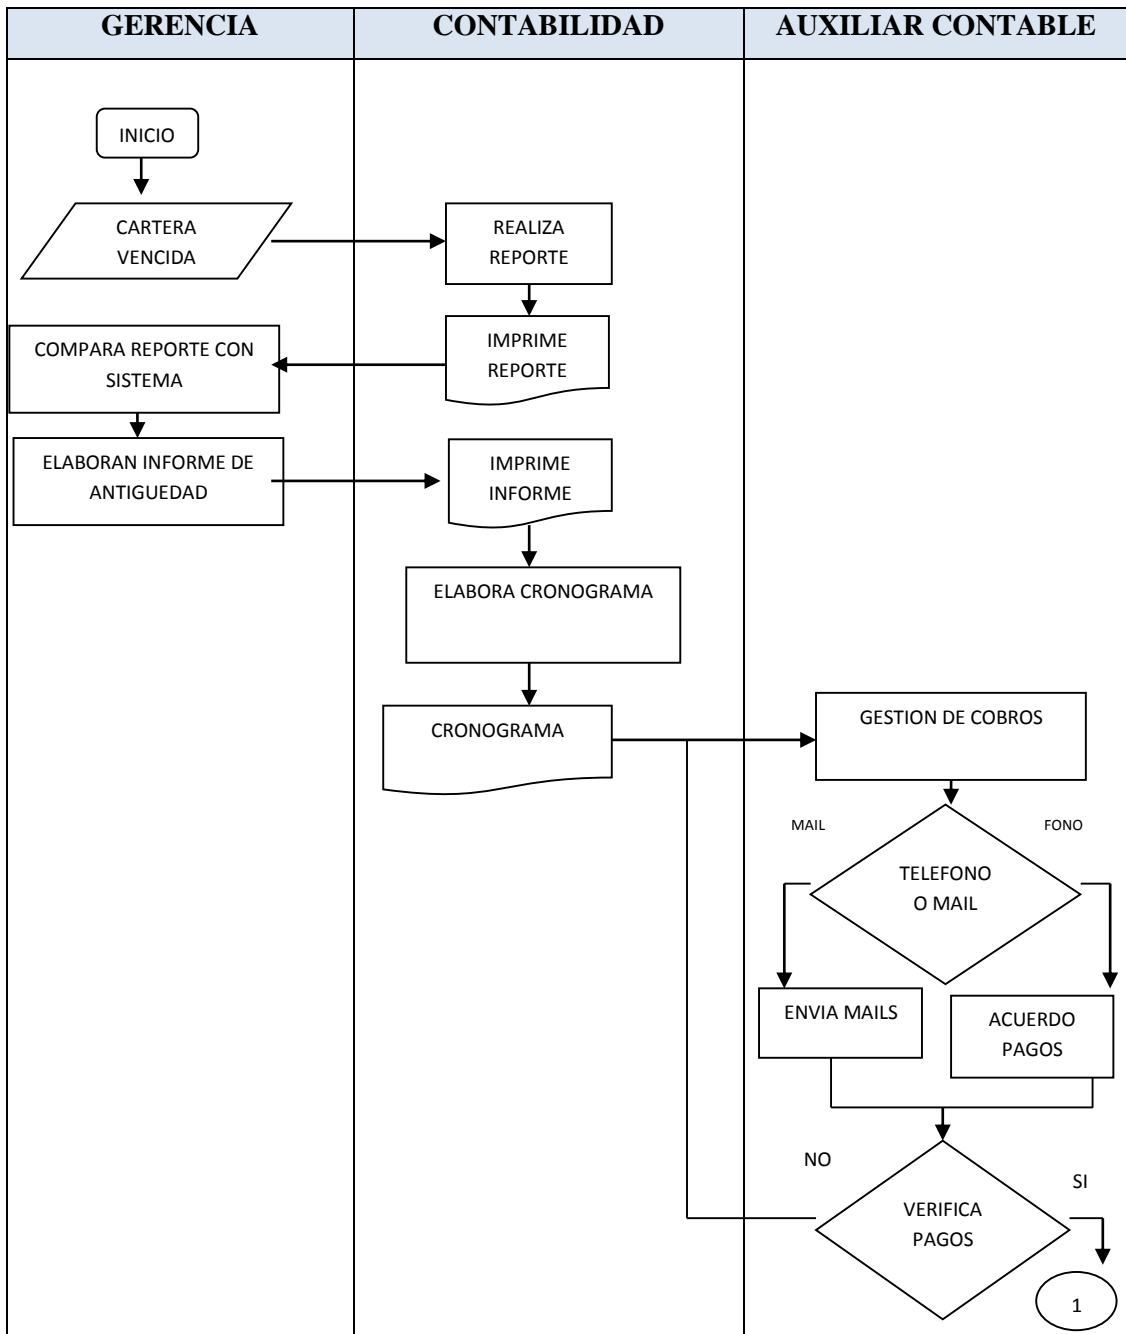 GERENCIA
CONTABILIDAD
AUXILIAR CONTABLE
INICIO
CARTERA
VENCIDA
REALIZA
REPORTE
IMPRIME
REPORTE
COMPARA REPORTE CON
SISTEMA
ELABORAN INFORME DE
ANTIGUEDAD
IMPRIME
INFORME
ELABORA CRONOGRAMA
CRONOGRAMA
GESTION DE COBROS
MAIL
FONO
TELEFONO
O MAIL
ENVIA MAILS
ACUERDO
PAGOS
NO
SI
VERIFICA
PAGOS
1